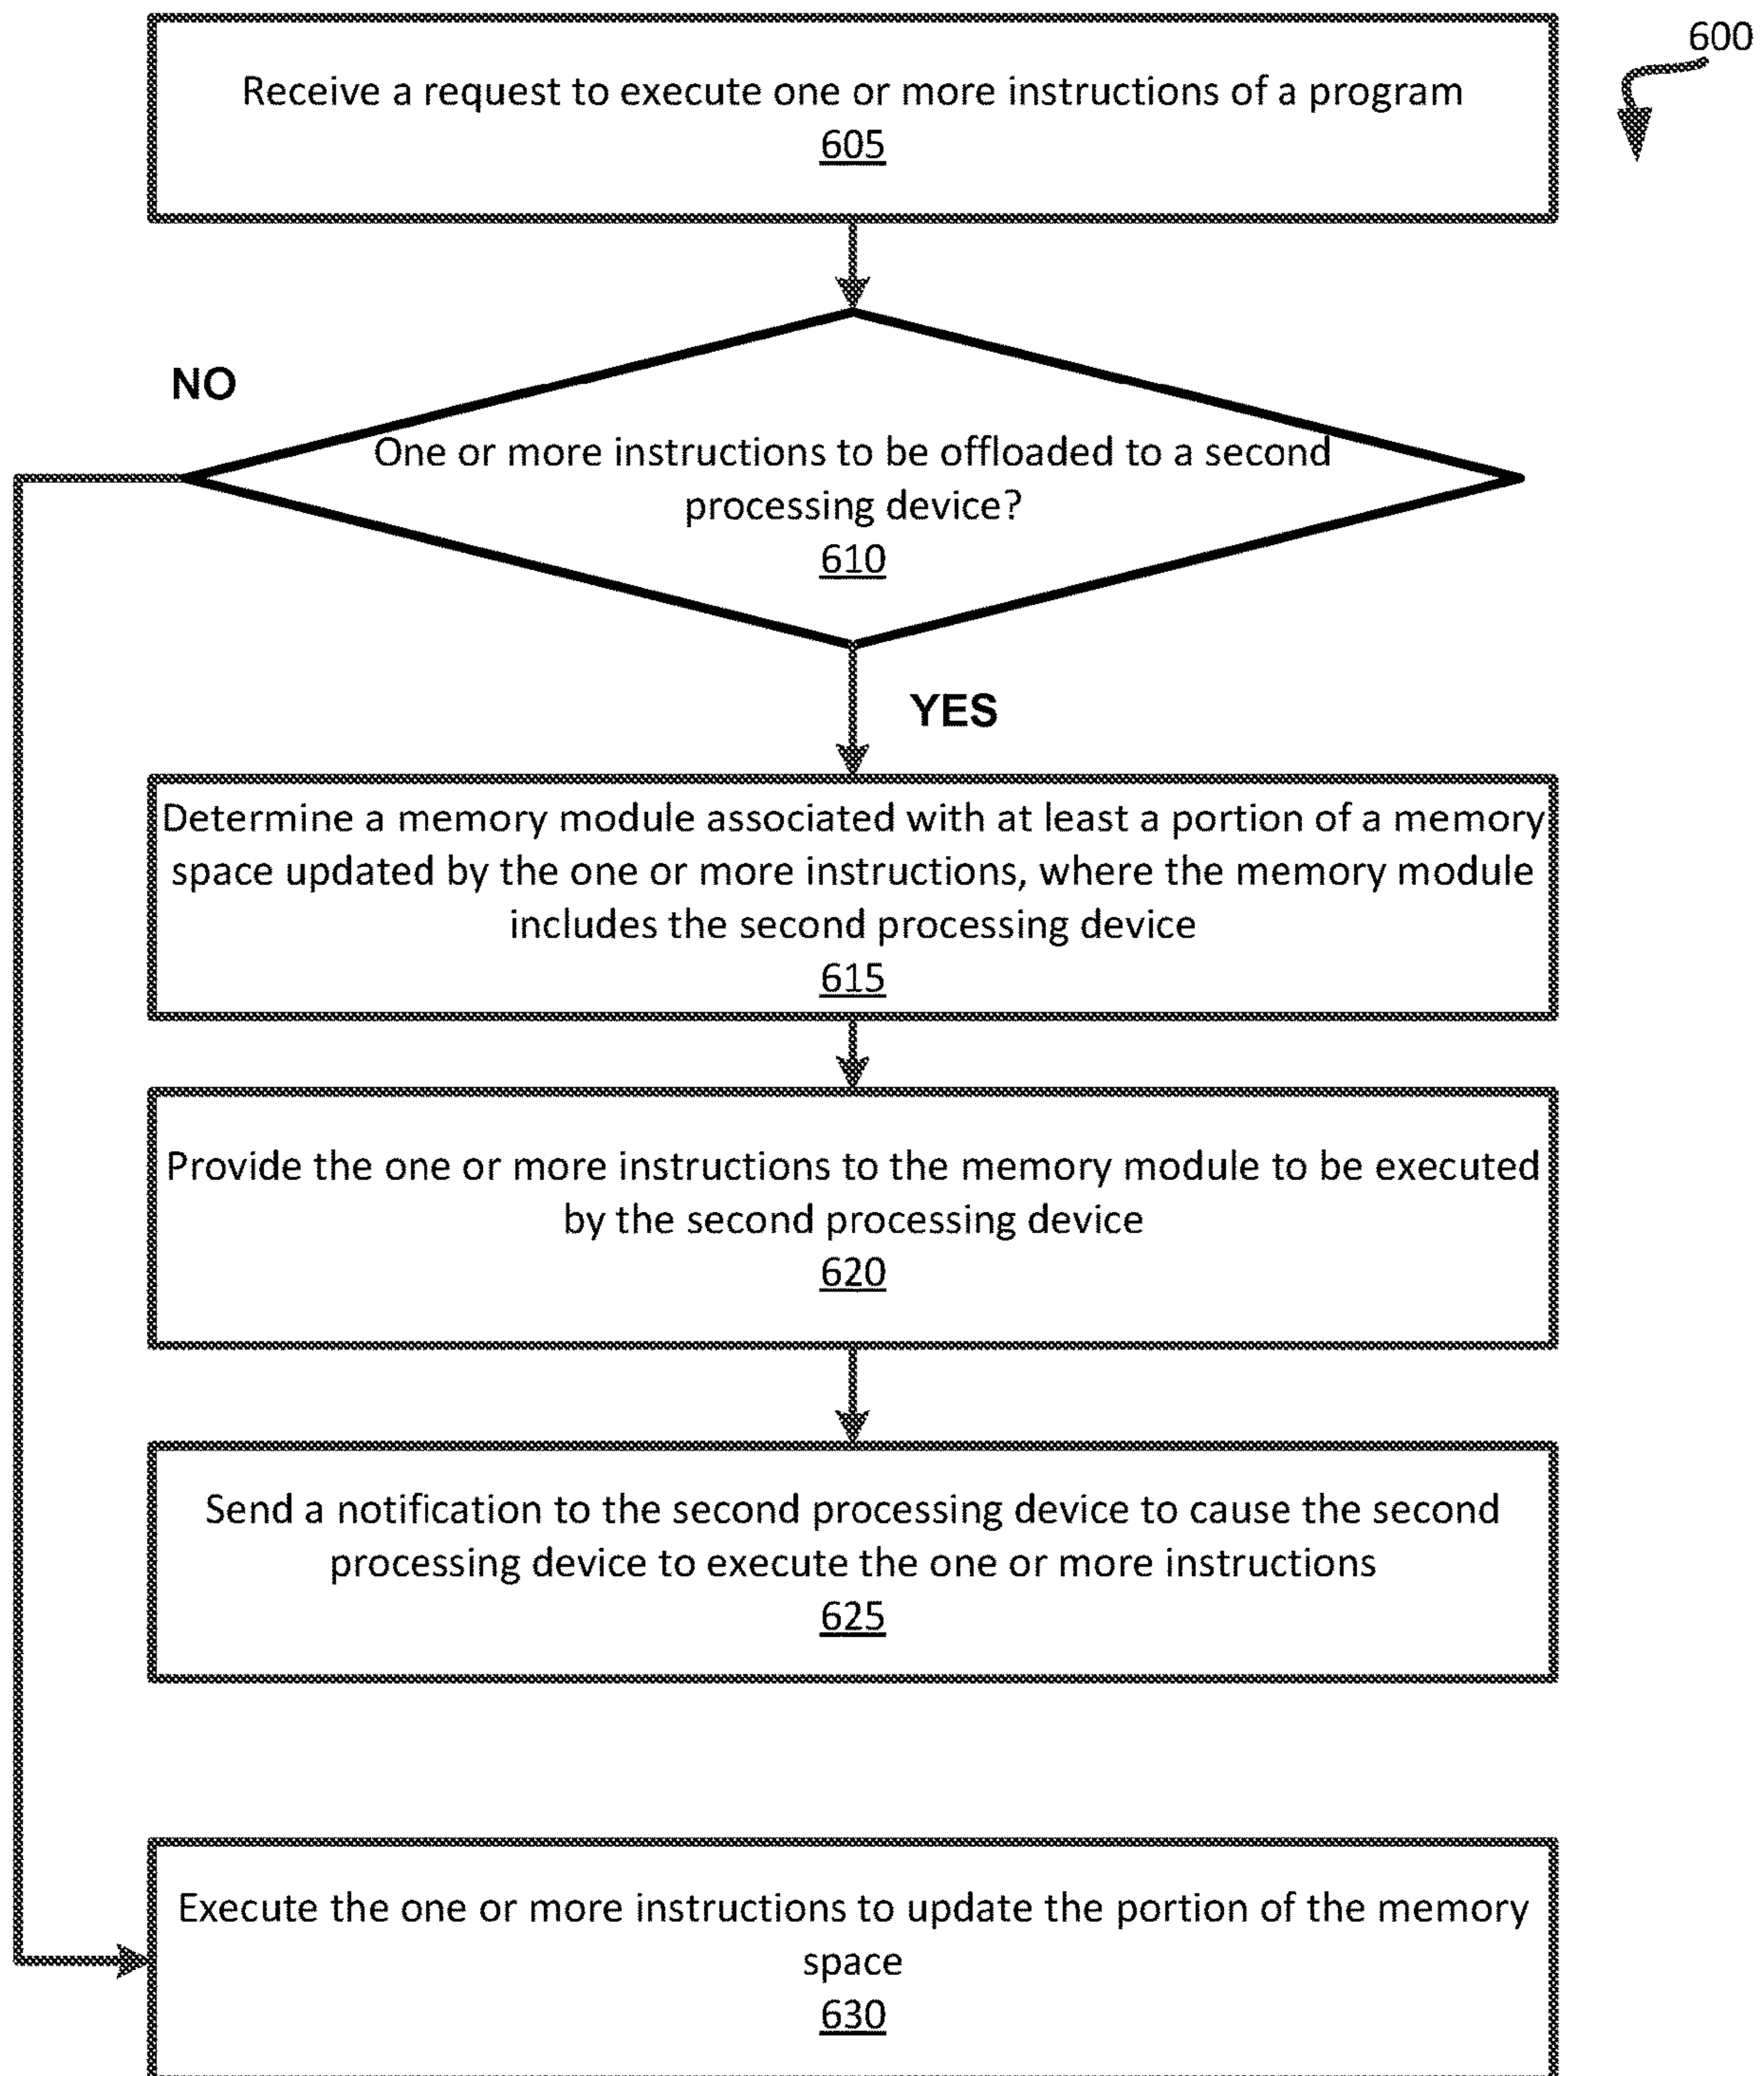 600
Receive a request to execute one or more instructions of a program
605
NO
One or more instructions to be offloaded to a second
processing device?
610
YES
Determine a memory module associated with at least a portion of a memory
space updated by the one or more instructions, where the memory module
includes the second processing device
615
Provide the one or more instructions to the memory module to be executed
by the second processing device
620
Send a notification to the second processing device to cause the second
processing device to execute the one or more instructions
625
Execute the one or more instructions to update the portion of the memory
space
630